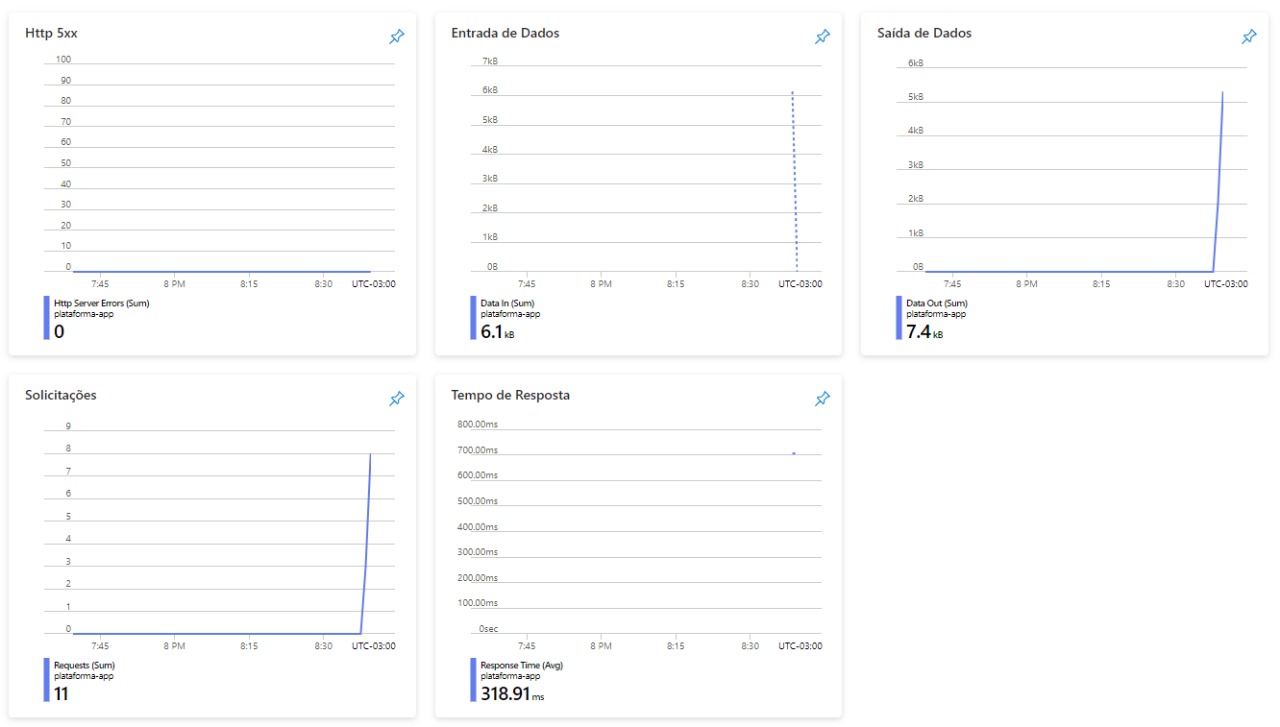 Http 5xx
100
90
80
70
60
50
40
30
20
10
0
7:45 8 PM 8:15 8:30 UTC-03:00
Http Server Errors (Sum)
plataforma-app
0
Entrada de Dados
7kB
6kB
5kB
4kB
3kB
2kB
1kB
0B
7:45 8 PM 8:15 8:30 UTC-03:00
Data In (Sum)
plataforma-app
6.1 kB
Saída de Dados
6kB
5kB
4kB
3kB
2kB
1kB
0B
7:45 8 PM 8:15 8:30 UTC-03:00
Data Out (Sum)
plataforma-app
7.4 kB
Solicitações
9
8
7
6
5
4
3
2
1
0
7:45 8 PM 8:15 8:30 UTC-03:00
Requests (Sum)
plataforma-app
11
Tempo de Resposta
800.00ms
700.00ms
600.00ms
500.00ms
400.00ms
300.00ms
200.00ms
100.00ms
0sec
7:45 8 PM 8:15 8:30 UTC-03:00
Response Time (Avg)
plataforma-app
318.91 ms